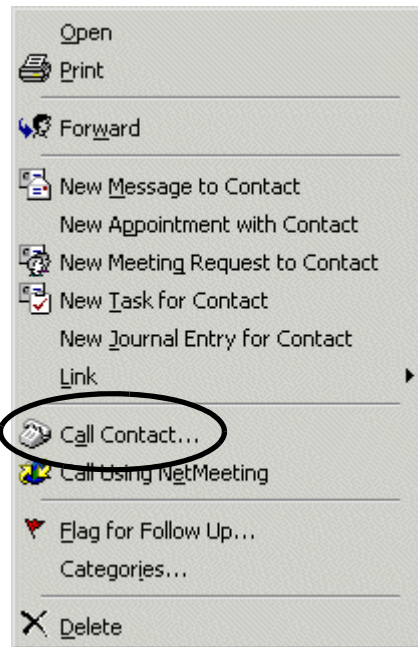 Open
Print
Forward
New Message to Contact
New Appointment with Contact
New Meeting Request to Contact
New Task for Contact
New Journal Entry for Contact
Link
Call Contact...
Call Using NetMeeting
Flag for Follow Up...
Categories...
Delete